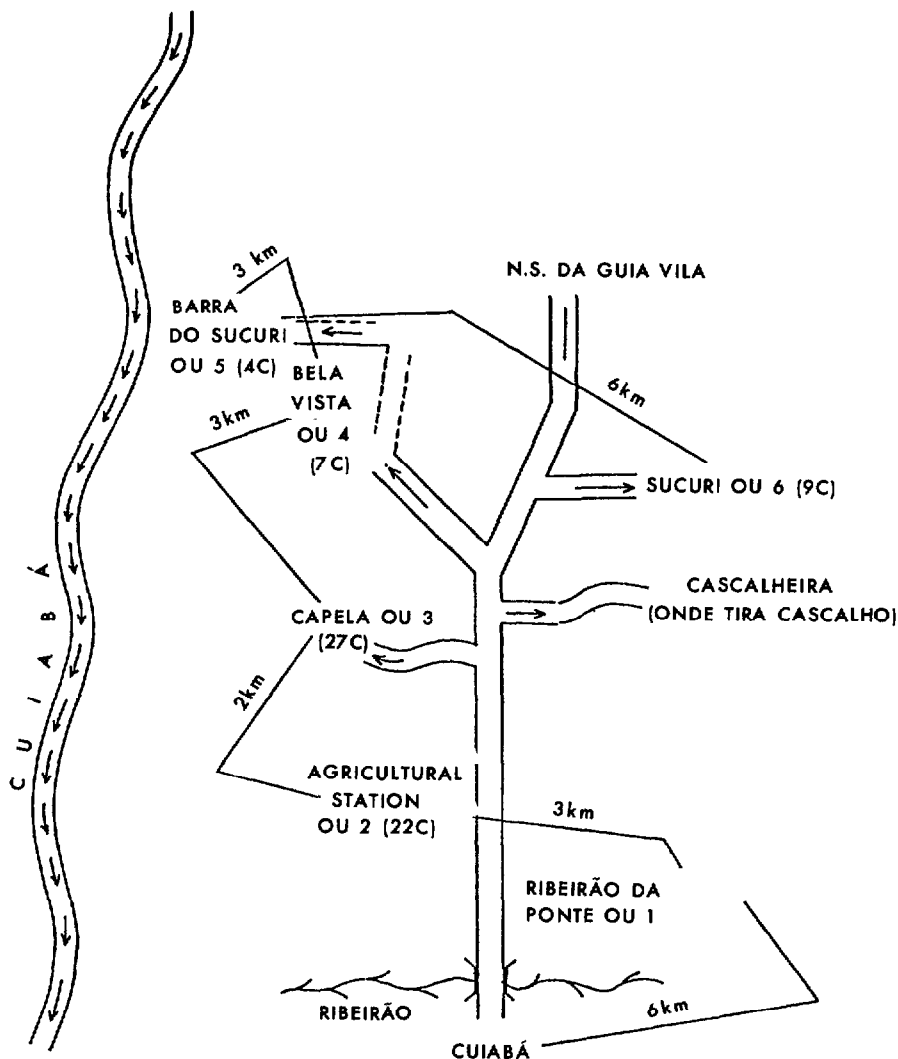 3 km
N.S. DA GUIA VILA
BARRA
DO SUCURI
OU 5 (4C)
BELA
VISTA
OU 4
(7C)
3km
6km
SUCURI OU 6 (9C)
CASCALHEIRA
(ONDE TIRA CASCALHO)
CAPELA OU 3
(27C)
2km
CUIABÁ
AGRICULTURAL
STATION
OU 2 (22C)
3km
RIBEIRÃO DA
PONTE OU 1
RIBEIRÃO
6km
CUIABÁ